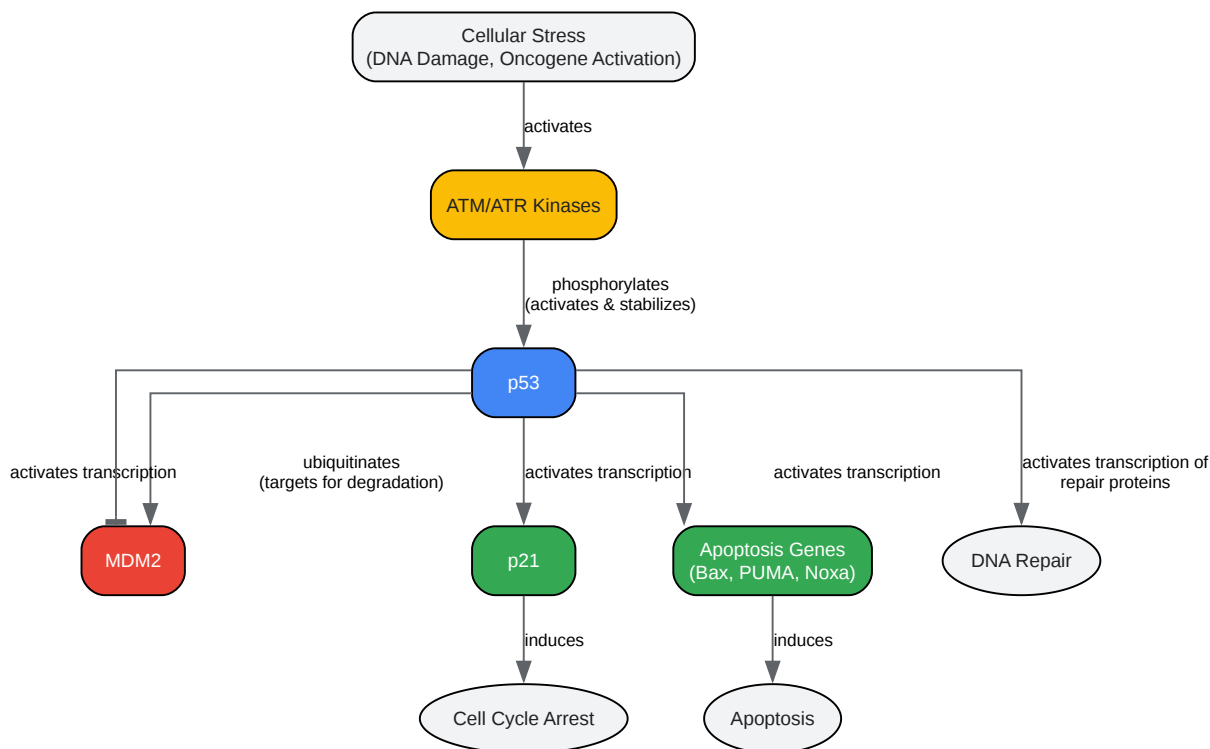 Cellular Stress
(DNA Damage, Oncogene Activation)
activates
ATM/ATR Kinases
phosphorylates
(activates & stabilizes)
p53
activates transcription
ubiquitinates
(targets for degradation)
activates transcription
activates transcription
activates transcription of
repair proteins
MDM2
p21
Apoptosis Genes
(Bax, PUMA, Noxa)
DNA Repair
induces
induces
Cell Cycle Arrest
Apoptosis